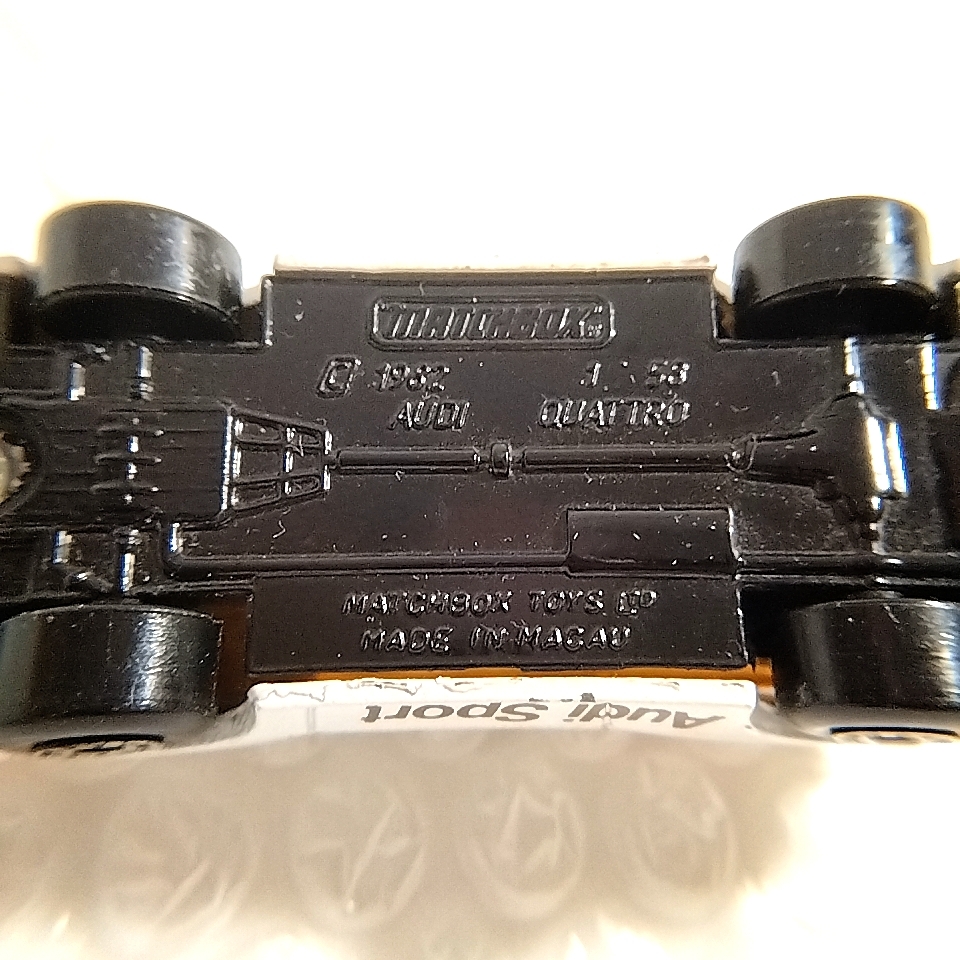 MATCHBOX
© 1982 1:58
AUDI QUATTRO
MATCHBOX TOYS LTD
MADE IN MACAU
Audi Sport